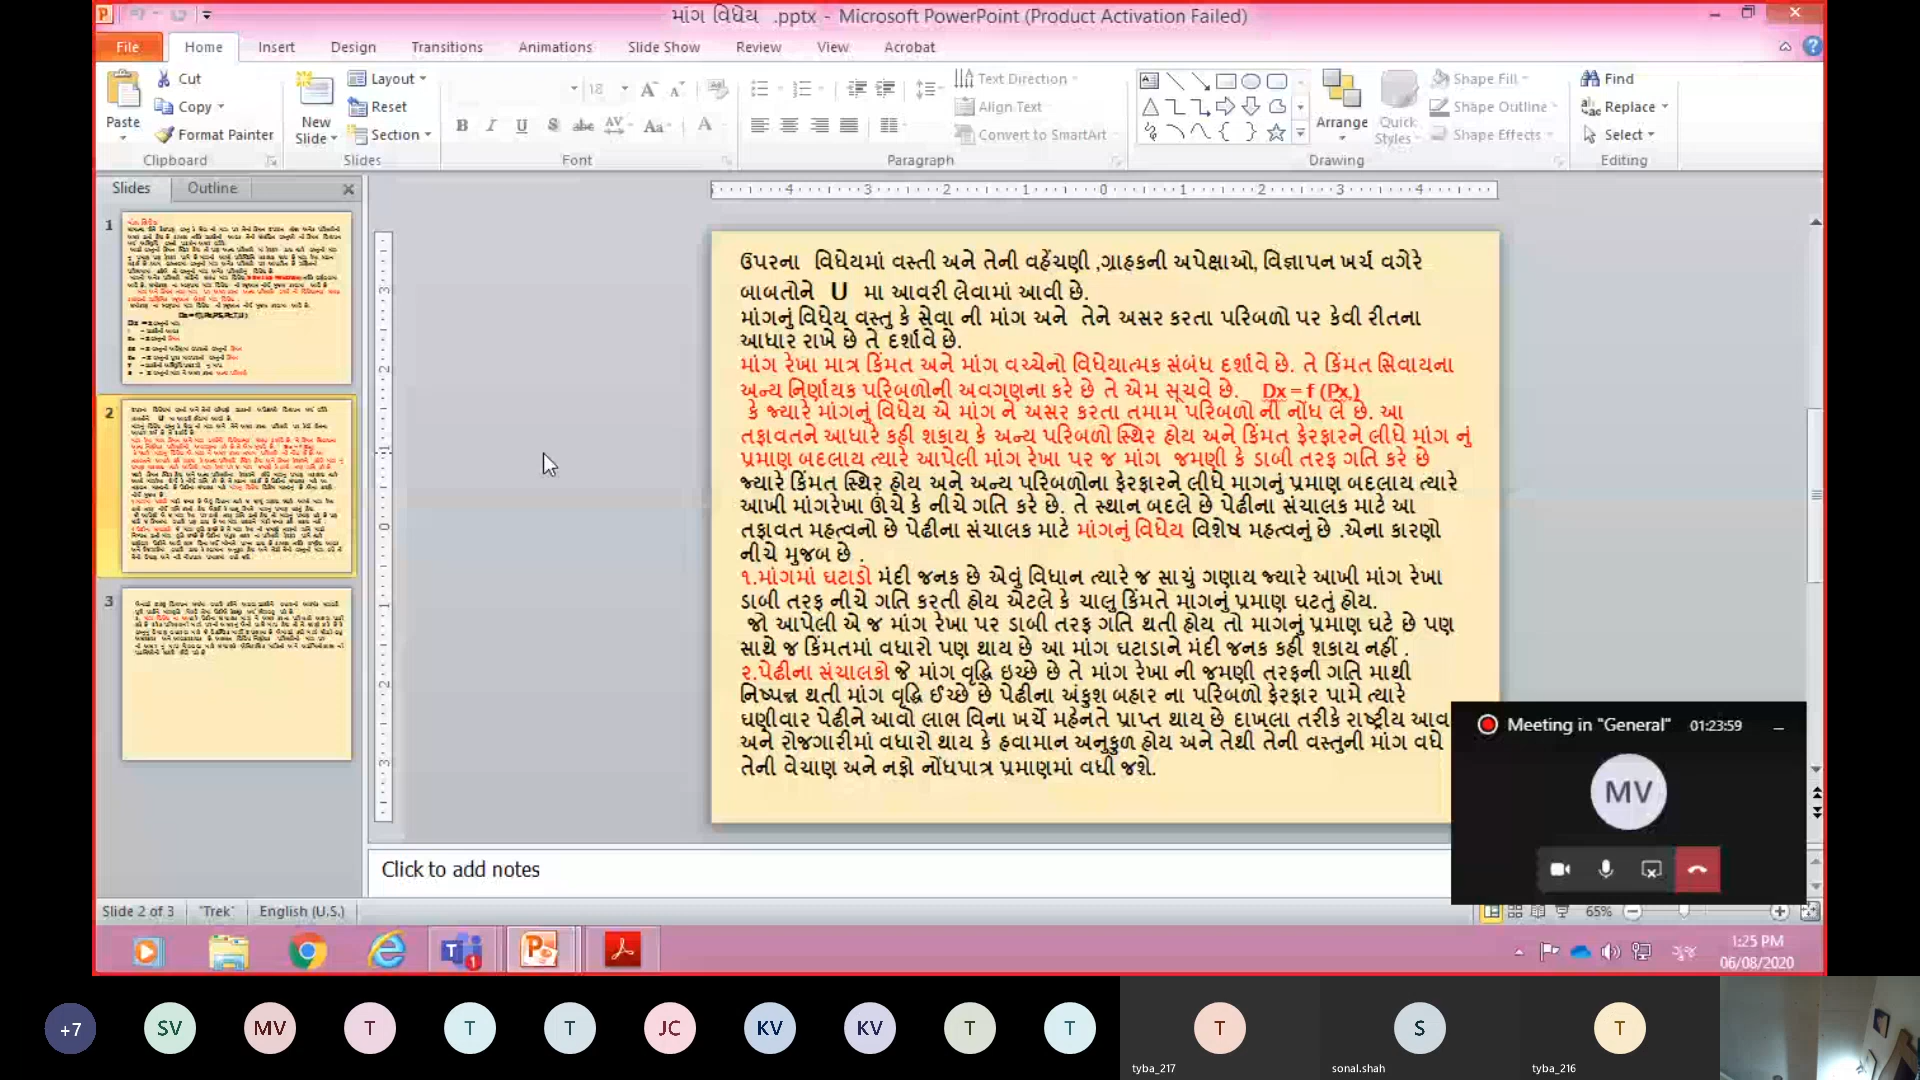 માંગ વિધેય .pptx - Microsoft PowerPoint (Product Activation Failed)
File Home Insert Design Transitions Animations Slide Show Review View Acrobat
Paste Cut Copy Format Painter Clipboard
New Slide Layout Reset Section Slides
18 Font
Text Direction Align Text Convert to SmartArt Paragraph
Arrange Quick Styles Shape Fill Shape Outline Shape Effects Drawing
Find Replace Select Editing
Slides Outline
1
2
3
ઉપરના વિધેયમાં વસ્તી અને તેની વહેંચણી ,ગ્રાહકની અપેક્ષાઓ, વિજ્ઞાપન ખર્ચ વગેરે
બાબતોને U મા આવરી લેવામાં આવી છે.
માંગનું વિધેય વસ્તુ કે સેવા ની માંગ અને તેને અસર કરતા પરિબળો પર કેવી રીતના
આધાર રાખે છે તે દર્શાવે છે.
માંગ રેખા માત્ર કિંમત અને માંગ વચ્ચેનો વિધેયાત્મક સંબંધ દર્શાવે છે. તે કિંમત સિવાયના
અન્ય નિર્ણાયક પરિબળોની અવગણના કરે છે તે એમ સૂચવે છે. Dx = f (Px,)
કે જ્યારે માંગનું વિધેય એ માંગ ને અસર કરતા તમામ પરિબળો ની નોંધ લે છે. આ
તફાવતને આધારે કહી શકાય કે અન્ય પરિબળો સ્થિર હોય અને કિંમત ફેરફારને લીધે માંગ નું
પ્રમાણ બદલાય ત્યારે આપેલી માંગ રેખા પર જ માંગ જમણી કે ડાબી તરફ ગતિ કરે છે
જ્યારે કિંમત સ્થિર હોય અને અન્ય પરિબળોના ફેરફારને લીધે માગનું પ્રમાણ બદલાય ત્યારે
આખી માંગરેખા ઊંચે કે નીચે ગતિ કરે છે. તે સ્થાન બદલે છે પેઢીના સંચાલક માટે આ
તફાવત મહત્વનો છે પેઢીના સંચાલક માટે માંગનું વિધેય વિશેષ મહત્વનું છે .એના કારણો
નીચે મુજબ છે .
૧.માંગમાં ઘટાડો મંદી જનક છે એવું વિધાન ત્યારે જ સાચું ગણાય જ્યારે આખી માંગ રેખા
ડાબી તરફ નીચે ગતિ કરતી હોય એટલે કે ચાલુ કિંમતે માગનું પ્રમાણ ઘટતું હોય.
જો આપેલી એ જ માંગ રેખા પર ડાબી તરફ ગતિ થતી હોય તો માગનું પ્રમાણ ઘટે છે પણ
સાથે જ કિંમતમાં વધારો પણ થાય છે આ માંગ ઘટાડાને મંદી જનક કહી શકાય નહીં .
૨.પેઢીના સંચાલકો જે માંગ વૃદ્ધિ ઇચ્છે છે તે માંગ રેખા ની જમણી તરફની ગતિ માથી
નિષ્પન્ન થતી માંગ વૃદ્ધિ ઈચ્છે છે પેઢીના અંકુશ બહાર ના પરિબળો ફેરફાર પામે ત્યારે
ઘણીવાર પેઢીને આવો લાભ વિના ખર્ચે મહેનતે પ્રાપ્ત થાય છે દાખલા તરીકે રાષ્ટ્રીય આવ
અને રોજગારીમાં વધારો થાય કે હવામાન અનુકુળ હોય અને તેથી તેની વસ્તુની માંગ વધે
તેની વેચાણ અને નફો નોંધપાત્ર પ્રમાણમાં વધી જશે.
Meeting in "General" 01:23:59
MV
Click to add notes
Slide 2 of 3 "Trek" English (U.S.) 65%
1:25 PM
06/08/2020
+7 SV MV T T T JC KV KV T T T S T
tyba_217 sonal.shah tyba_216